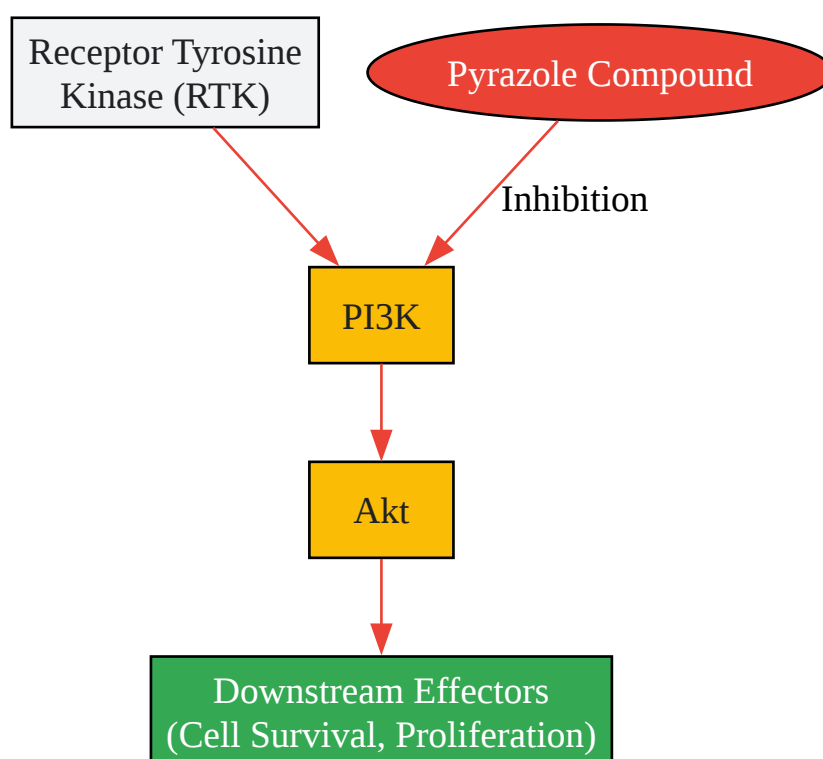 Receptor Tyrosine
Kinase (RTK)
Pyrazole Compound
Inhibition
PI3K
Akt
Downstream Effectors
(Cell Survival, Proliferation)